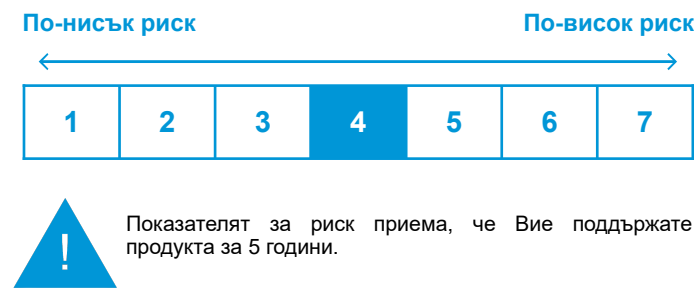 По-нисък риск По-висок риск
1 2 3 4 5 6 7
! Показателят за риск приема, че Вие поддържате
продукта за 5 години.